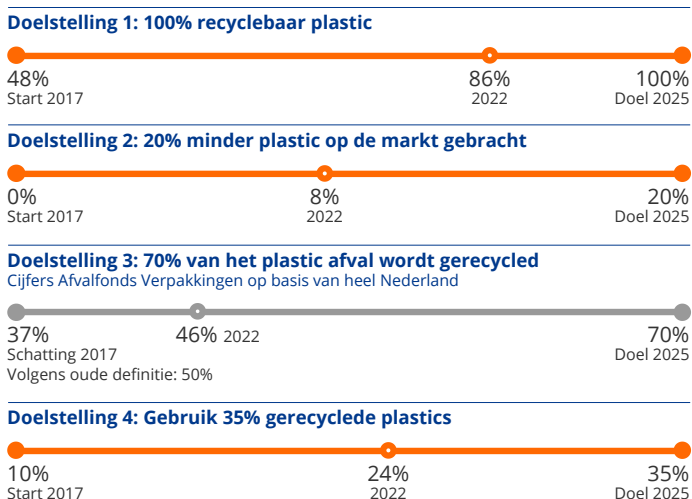 Doelstelling 1: 100% recyclebaar plastic
48% 86% 100%
Start 2017 2022 Doel 2025
Doelstelling 2: 20% minder plastic op de markt gebracht
0% 8% 20%
Start 2017 2022 Doel 2025
Doelstelling 3: 70% van het plastic afval wordt gerecycled
Cijfers Afvalfonds Verpakkingen op basis van heel Nederland
37% 46% 2022 70%
Schatting 2017 Doel 2025
Volgens oude definitie: 50%
Doelstelling 4: Gebruik 35% gerecyclede plastics
10% 24% 35%
Start 2017 2022 Doel 2025